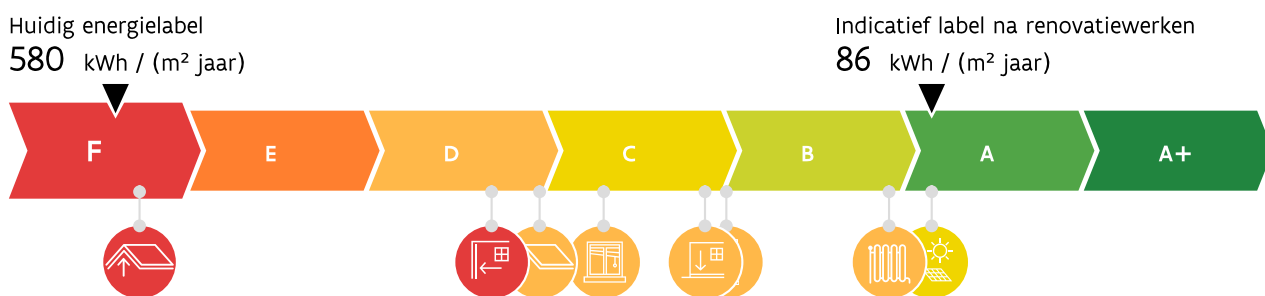 Huidig energielabel
580 kWh / (m² jaar)
Indicatief label na renovatiewerken
86 kWh / (m² jaar)
F E D C B A A+